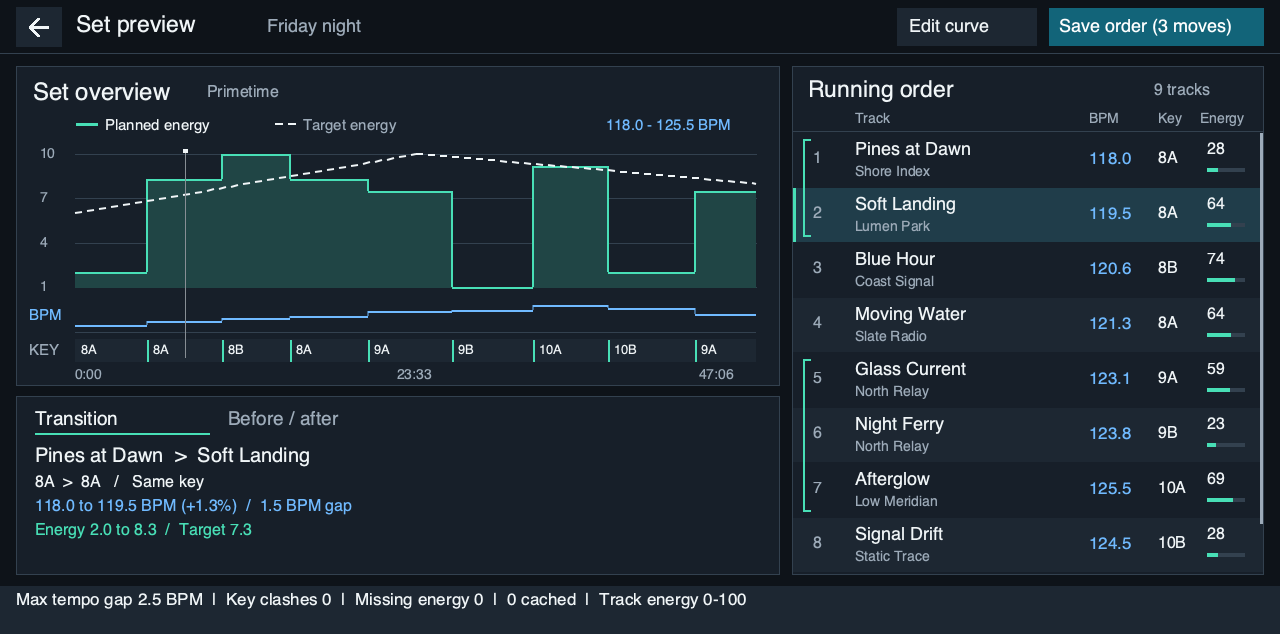 Set preview
Friday night
Edit curve
Save order (3 moves)
Set overview
Primetime
Planned energy
Target energy
118.0 - 125.5 BPM
10
7
4
1
BPM
KEY
8A
8A
8B
8A
9A
9B
10A
10B
9A
0:00
23:33
47:06
Transition
Before / after
Pines at Dawn > Soft Landing
8A > 8A / Same key
118.0 to 119.5 BPM (+1.3%) / 1.5 BPM gap
Energy 2.0 to 8.3 / Target 7.3
Running order
9 tracks
Track BPM Key Energy
1 Pines at Dawn 118.0 8A 28
Shore Index
2 Soft Landing 119.5 8A 64
Lumen Park
3 Blue Hour 120.6 8B 74
Coast Signal
4 Moving Water 121.3 8A 64
Slate Radio
5 Glass Current 123.1 9A 59
North Relay
6 Night Ferry 123.8 9B 23
North Relay
7 Afterglow 125.5 10A 69
Low Meridian
8 Signal Drift 124.5 10B 28
Static Trace
Max tempo gap 2.5 BPM | Key clashes 0 | Missing energy 0 | 0 cached | Track energy 0-100